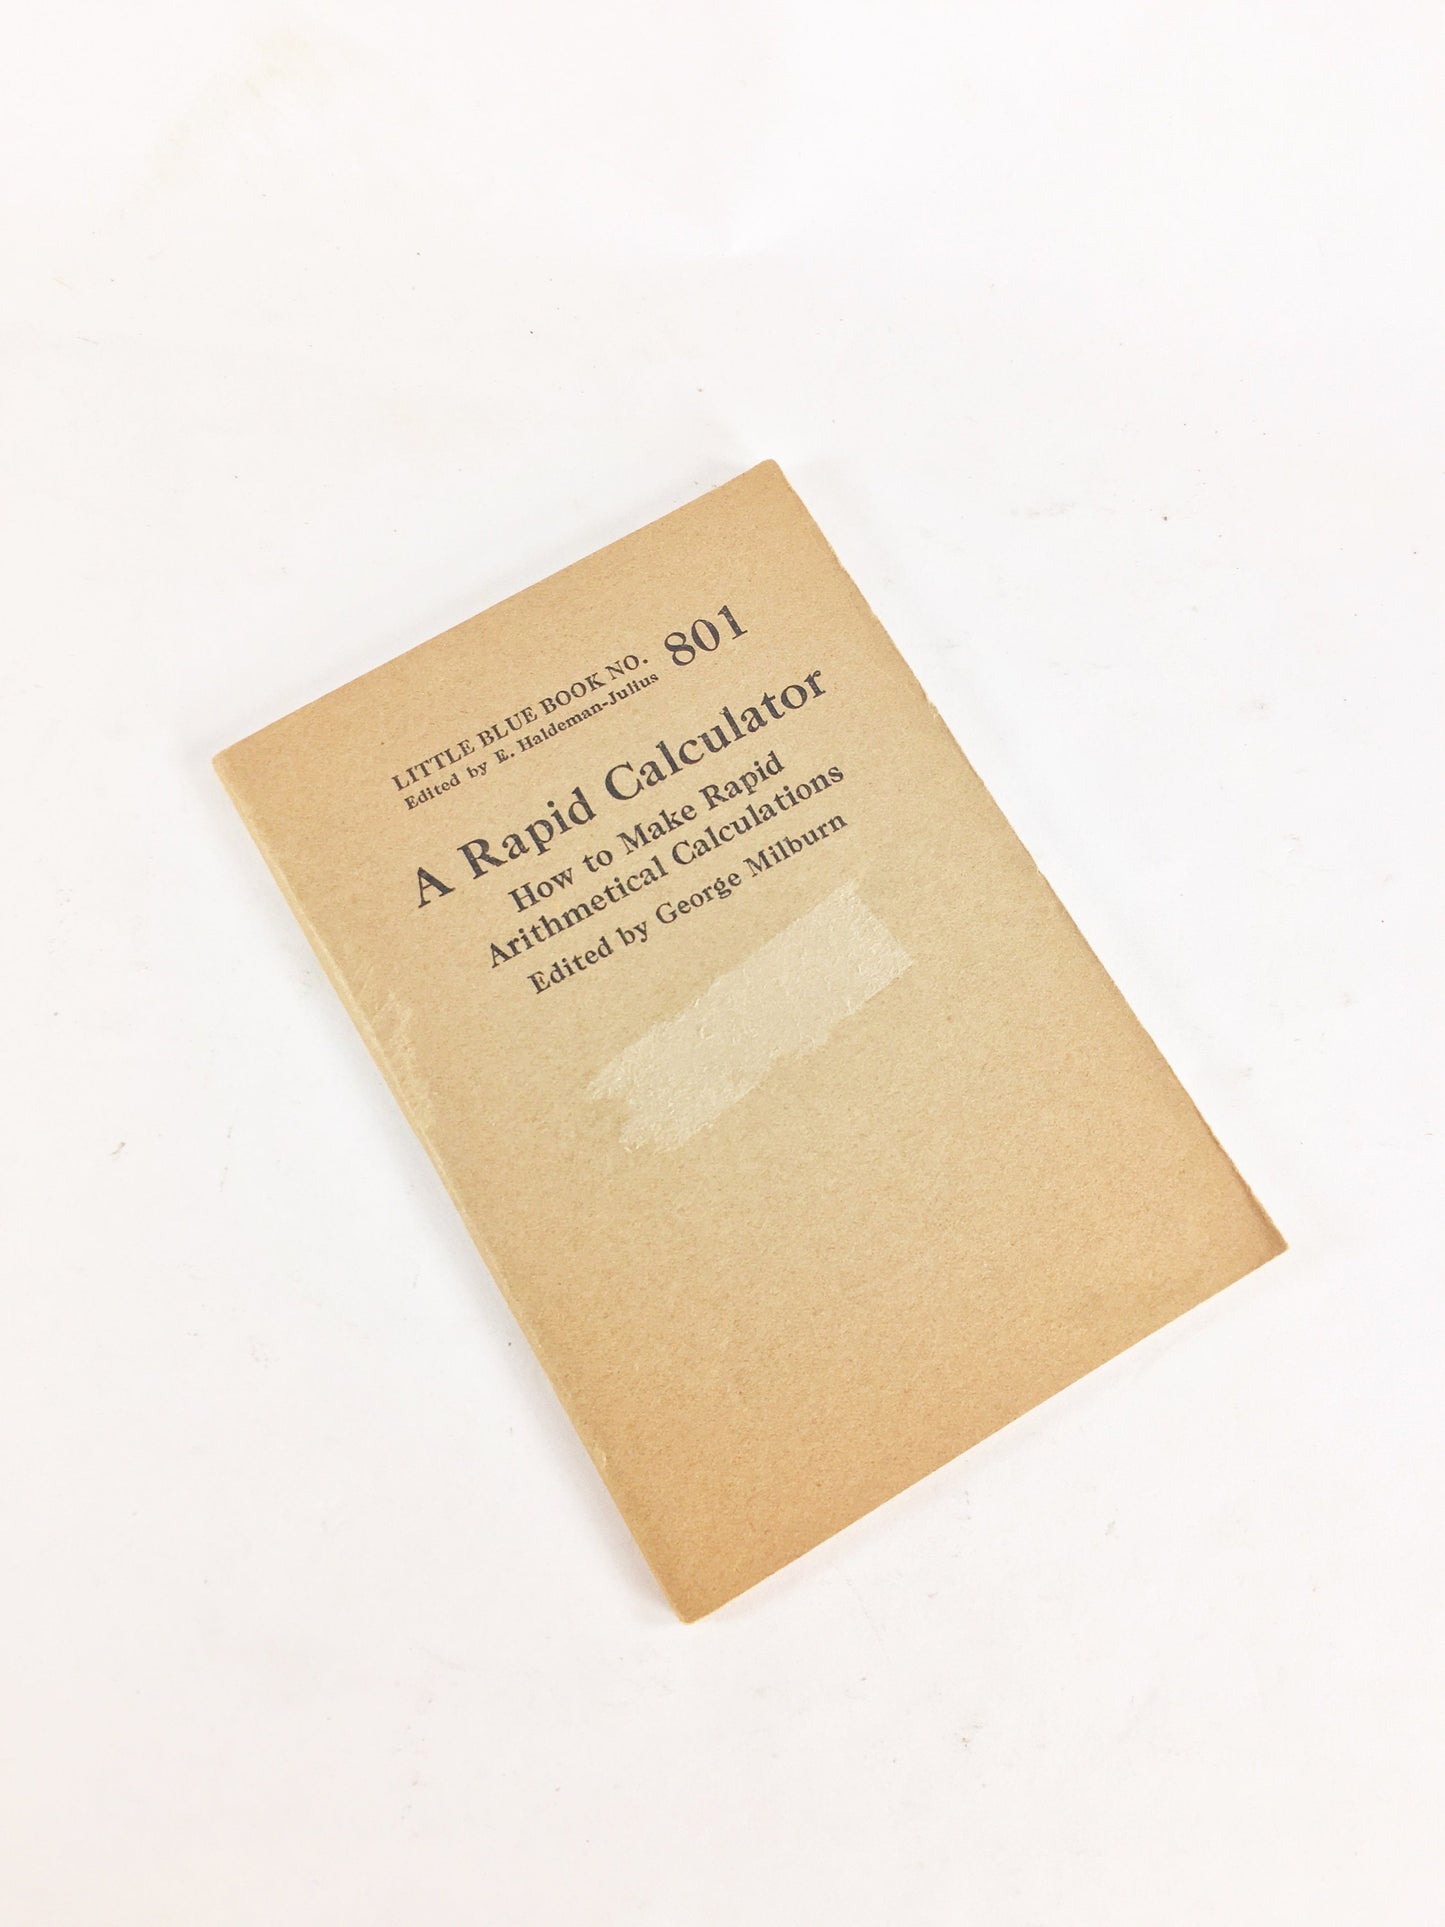 LITTLE BLUE BOOK NO. 801
Edited by E. Haldeman-Julius
A Rapid Calculator
How to Make Rapid
Arithmetical Calculations
Edited by George Milburn